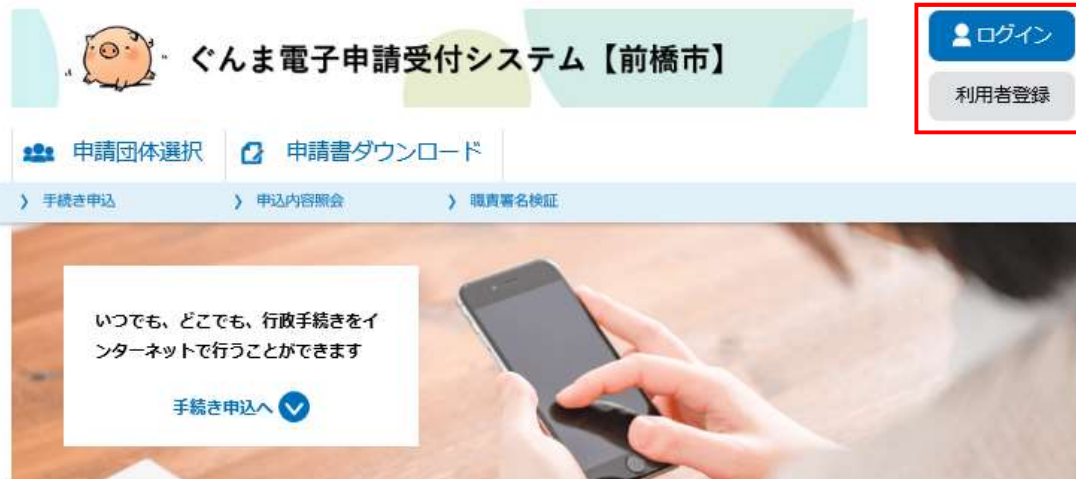 ぐんま電子申請受付システム【前橋市】
ログイン
利用者登録
申請団体選択
申請書ダウンロード
手続き申込
申込内容照会
職責署名検証
いつでも、どこでも、行政手続きをイ
ンターネットで行うことができます
手続き申込へ